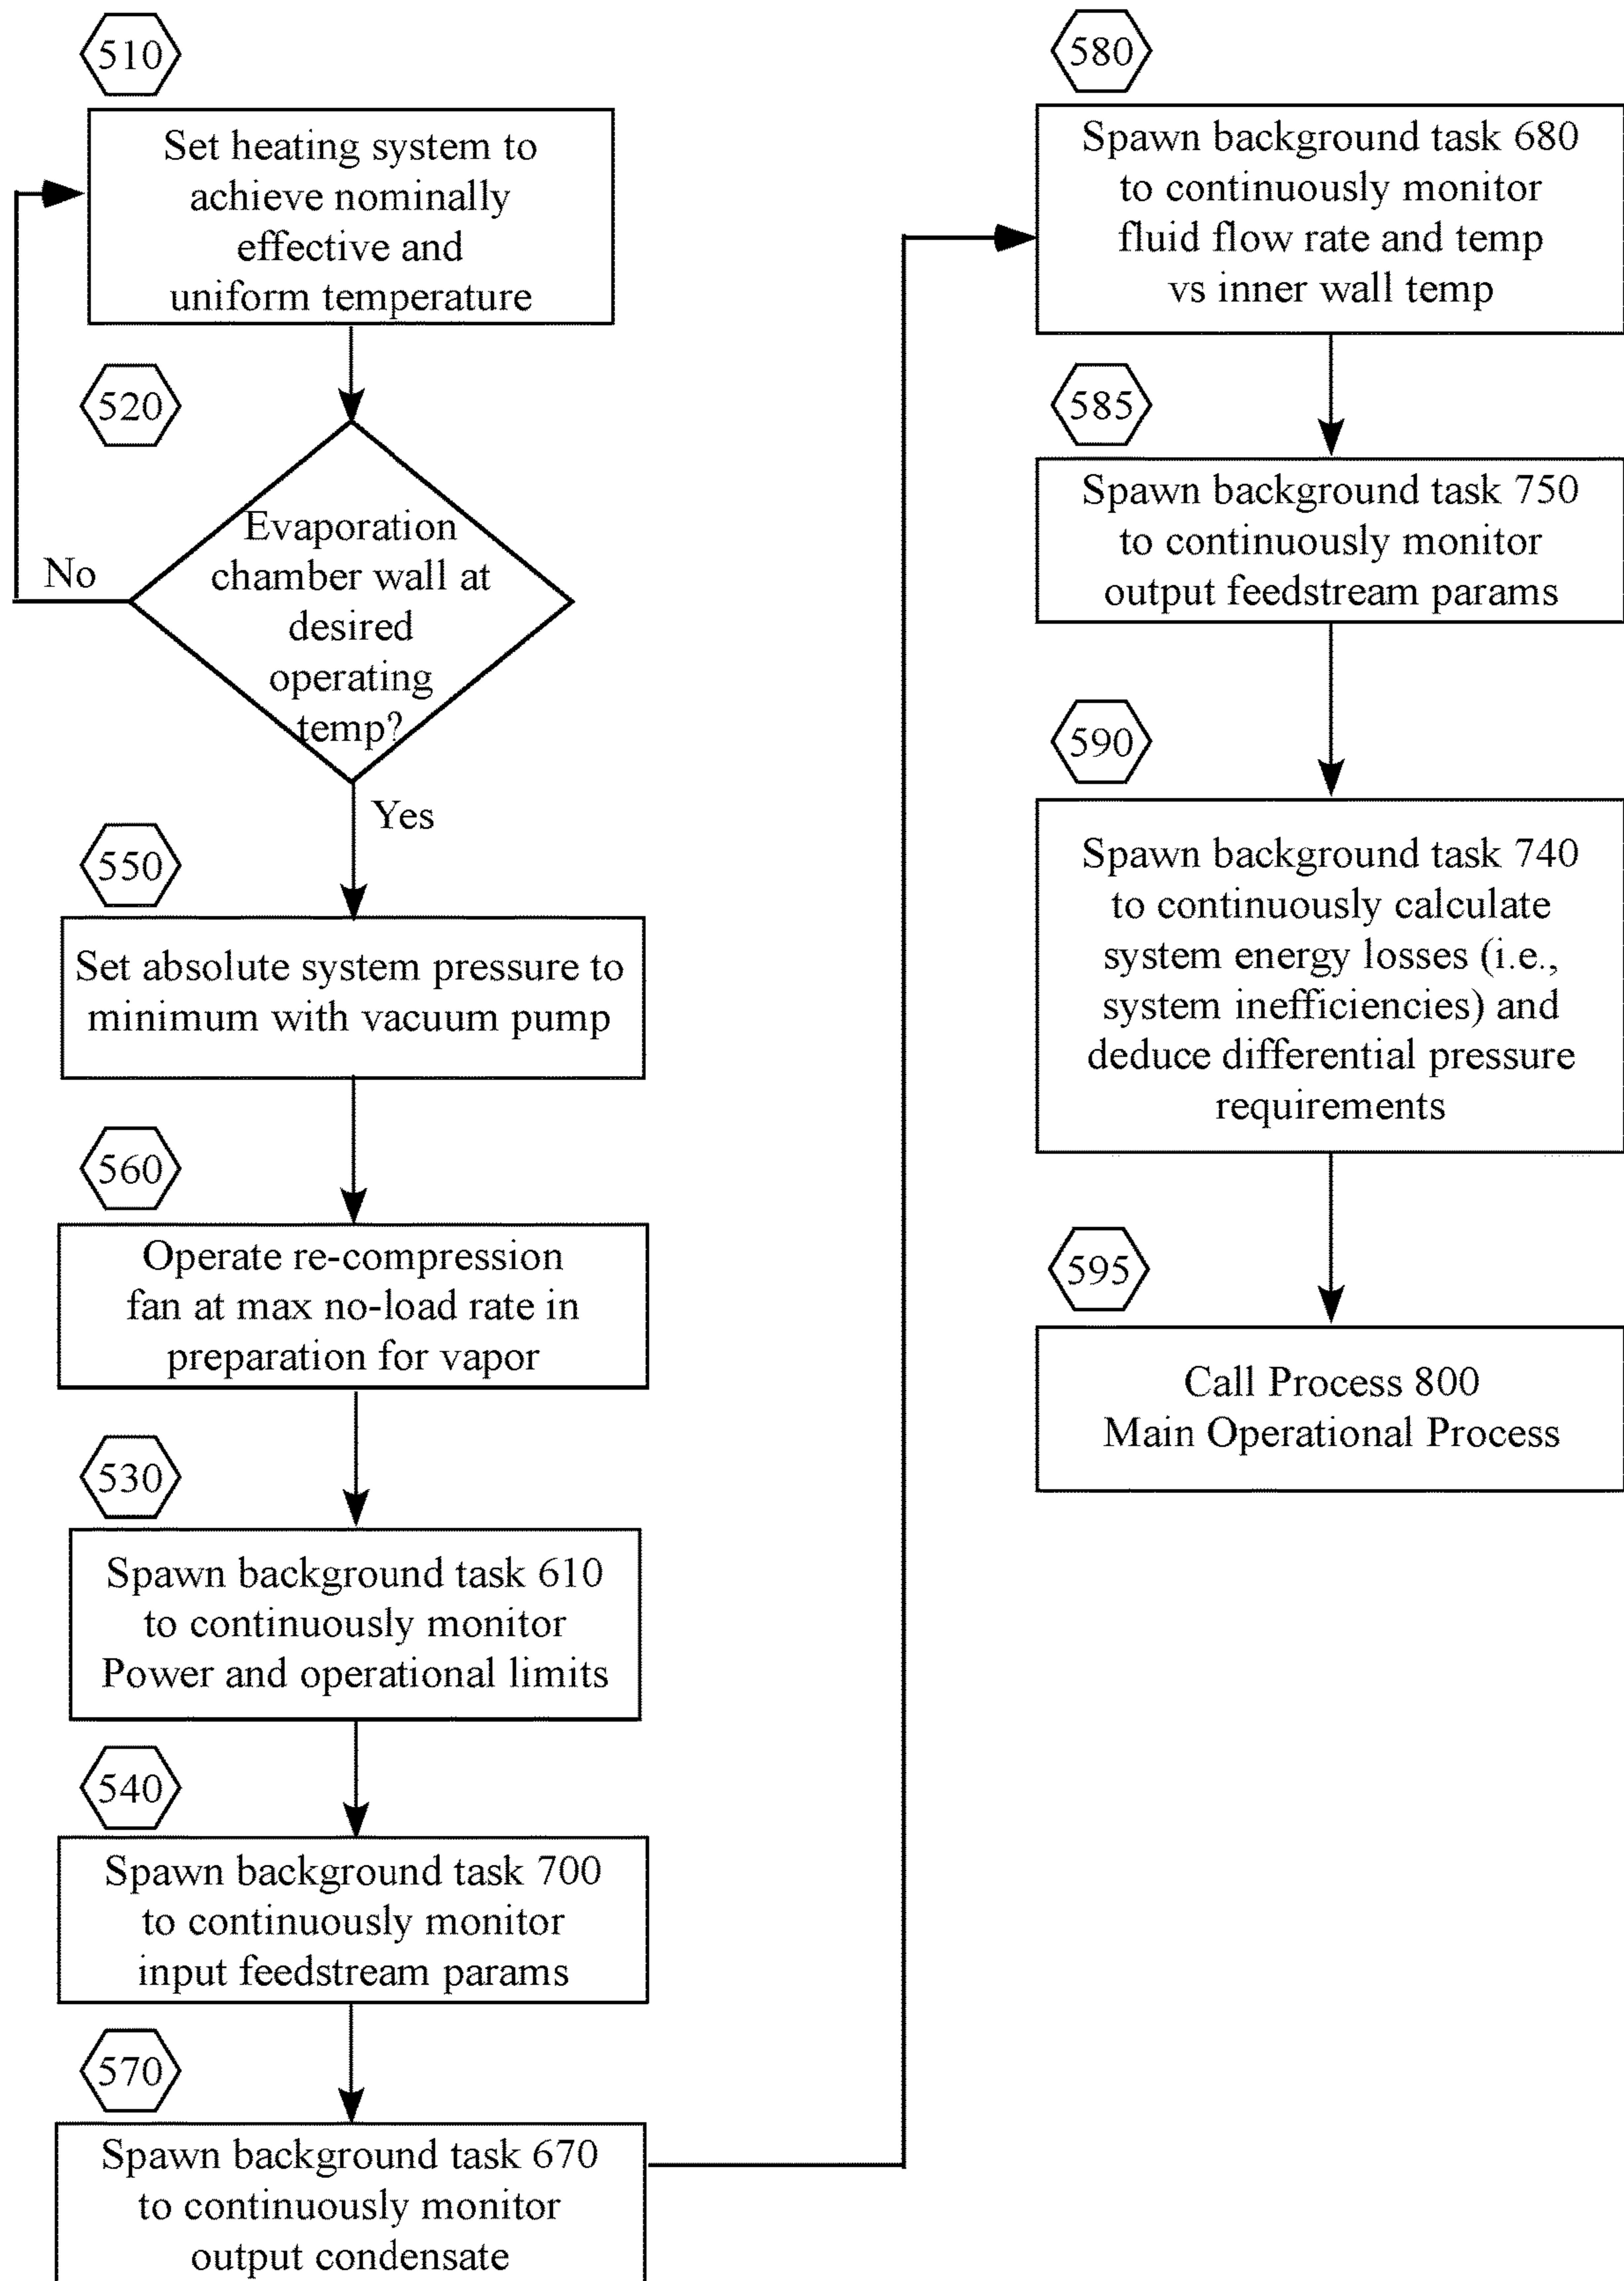 510
Set heating system to
achieve nominally
effective and
uniform temperature
520
Evaporation
chamber wall at
desired
operating
temp?
No
Yes
550
Set absolute system pressure to
minimum with vacuum pump
560
Operate re-compression
fan at max no-load rate in
preparation for vapor
530
Spawn background task 610
to continuously monitor
Power and operational limits
540
Spawn background task 700
to continuously monitor
input feedstream params
570
Spawn background task 670
to continuously monitor
output condensate
580
Spawn background task 680
to continuously monitor
fluid flow rate and temp
vs inner wall temp
585
Spawn background task 750
to continuously monitor
output feedstream params
590
Spawn background task 740
to continuously calculate
system energy losses (i.e.,
system inefficiencies) and
deduce differential pressure
requirements
595
Call Process 800
Main Operational Process